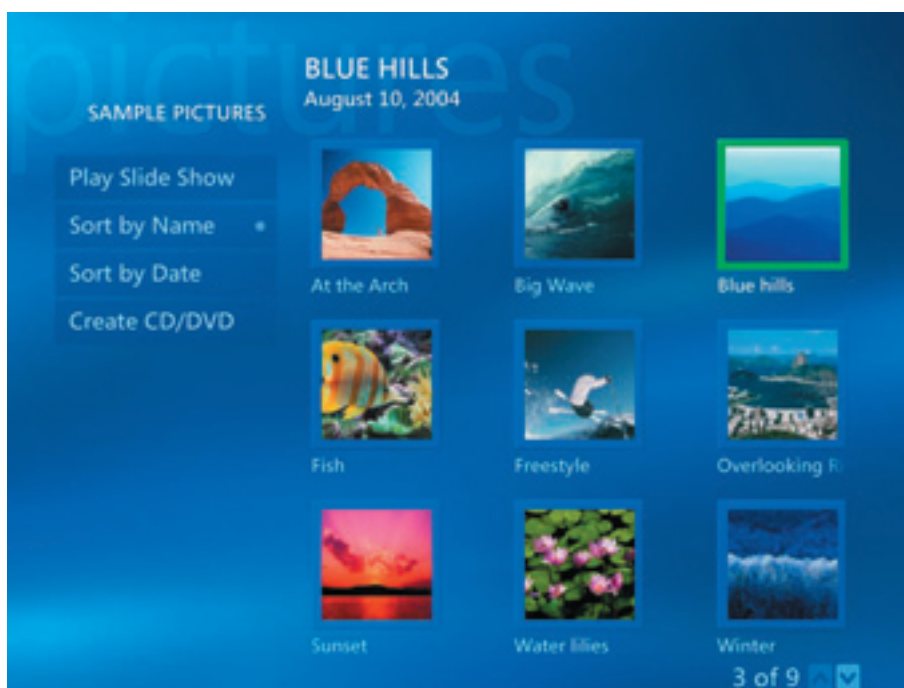 pictures
BLUE HILLS
August 10, 2004
SAMPLE PICTURES
Play Slide Show
Sort by Name
Sort by Date
Create CD/DVD
At the Arch
Big Wave
Blue hills
Fish
Freestyle
Overlooking
Sunset
Water lilies
Winter
3 of 9